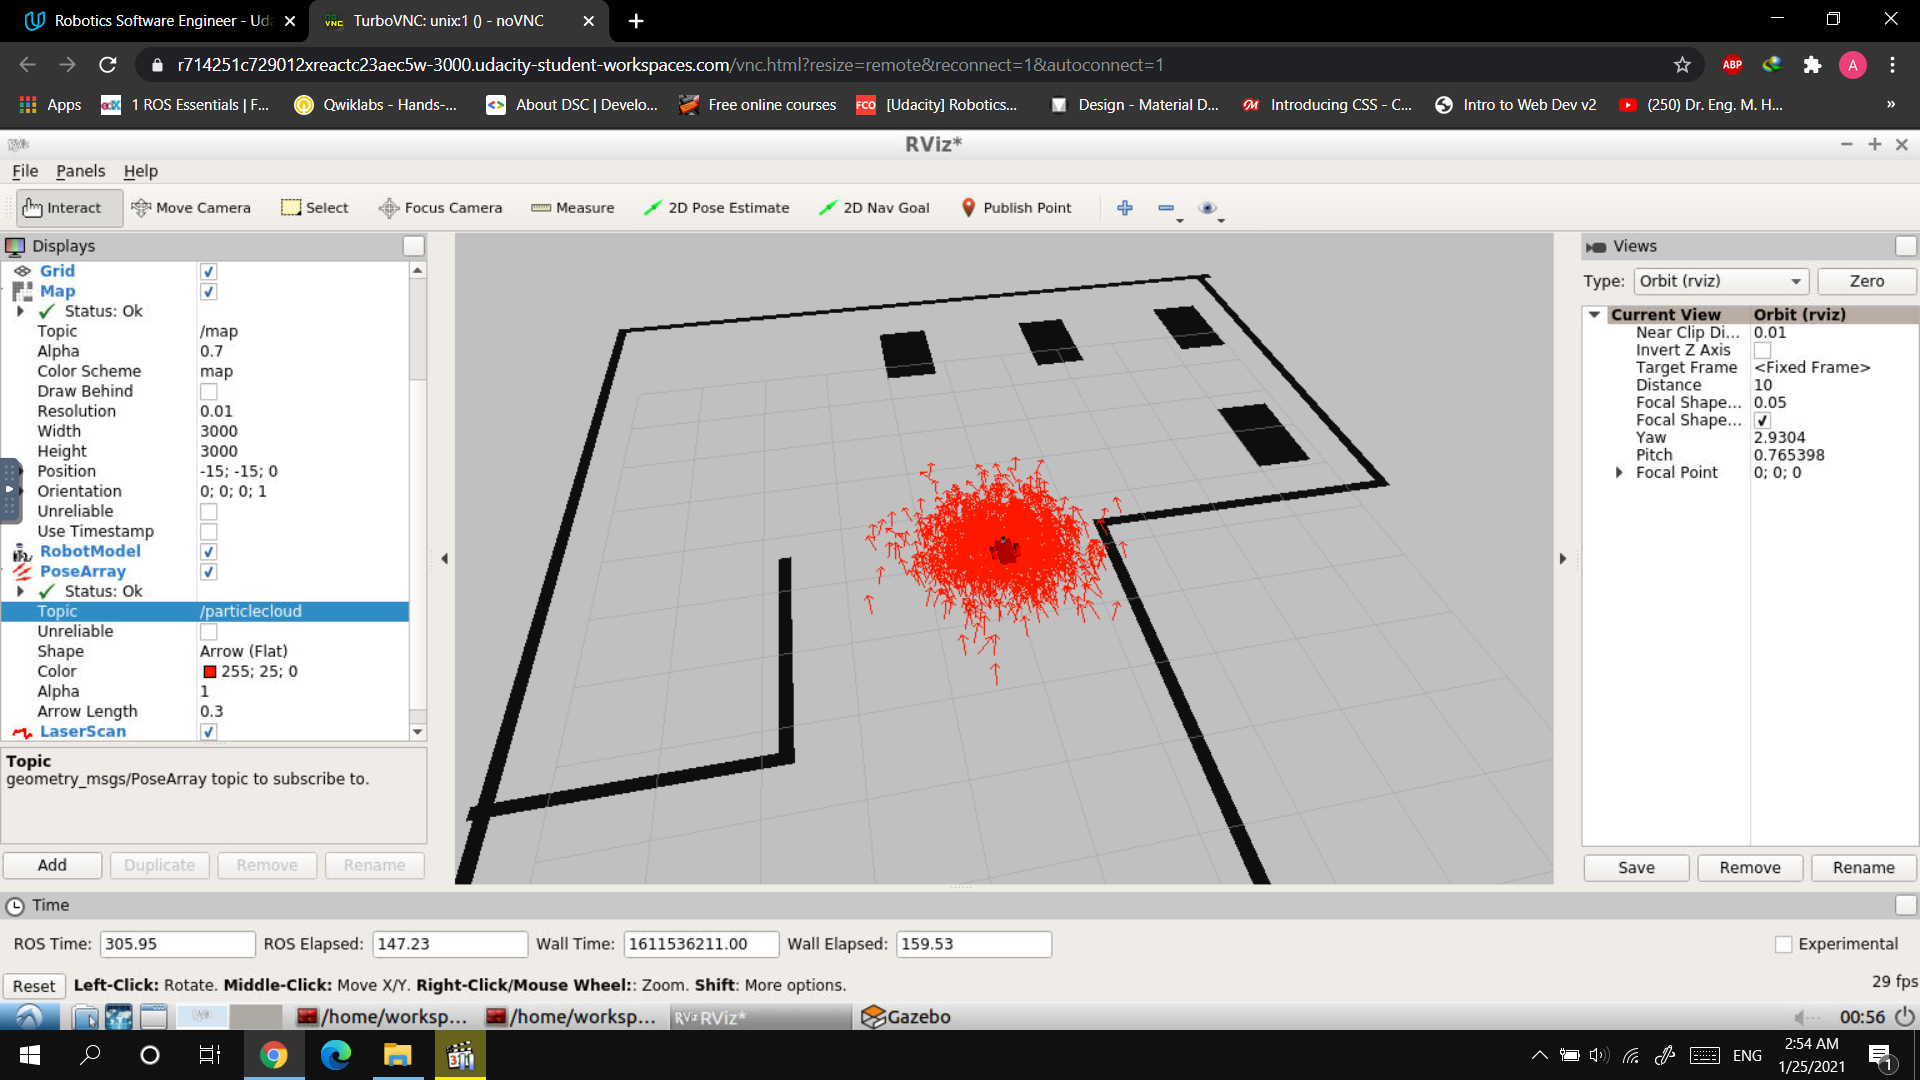 Robotics Software Engineer - Uda
TurboVNC: unix:1 () - noVNC
r714251c729012xreactc23aec5w-3000.udacity-student-workspaces.com/vnc.html?resize=remote&reconnect=1&autoconnect=1
ABP
A
Apps
1 ROS Essentials | F...
Qwiklabs - Hands-...
About DSC | Develo...
Free online courses
FCO
[Udacity] Robotics...
Design - Material D...
Introducing CSS - C...
Intro to Web Dev v2
(250) Dr. Eng. M. H...
»
RViz*
File Panels Help
Interact Move Camera Select Focus Camera Measure 2D Pose Estimate 2D Nav Goal Publish Point
Displays
Grid
Map
Status: Ok
Topic /map
Alpha 0.7
Color Scheme map
Draw Behind
Resolution 0.01
Width 3000
Height 3000
Position -15; -15; 0
Orientation 0; 0; 0; 1
Unreliable
Use Timestamp
RobotModel
PoseArray
Status: Ok
Topic /particlecloud
Unreliable
Shape Arrow (Flat)
Color 255; 25; 0
Alpha 1
Arrow Length 0.3
LaserScan
Topic
geometry_msgs/PoseArray topic to subscribe to.
Add Duplicate Remove Rename
Views
Type: Orbit (rviz) Zero
Current View Orbit (rviz)
Near Clip Di... 0.01
Invert Z Axis
Target Frame <Fixed Frame>
Distance 10
Focal Shape... 0.05
Focal Shape...
Yaw 2.9304
Pitch 0.765398
Focal Point 0; 0; 0
Save Remove Rename
Time
ROS Time: 305.95 ROS Elapsed: 147.23 Wall Time: 1611536211.00 Wall Elapsed: 159.53 Experimental
Reset Left-Click: Rotate. Middle-Click: Move X/Y. Right-Click/Mouse Wheel:: Zoom. Shift: More options. 29 fps
/home/worksp... /home/worksp... RViz* Gazebo 00:56
ENG
2:54 AM
1/25/2021
1